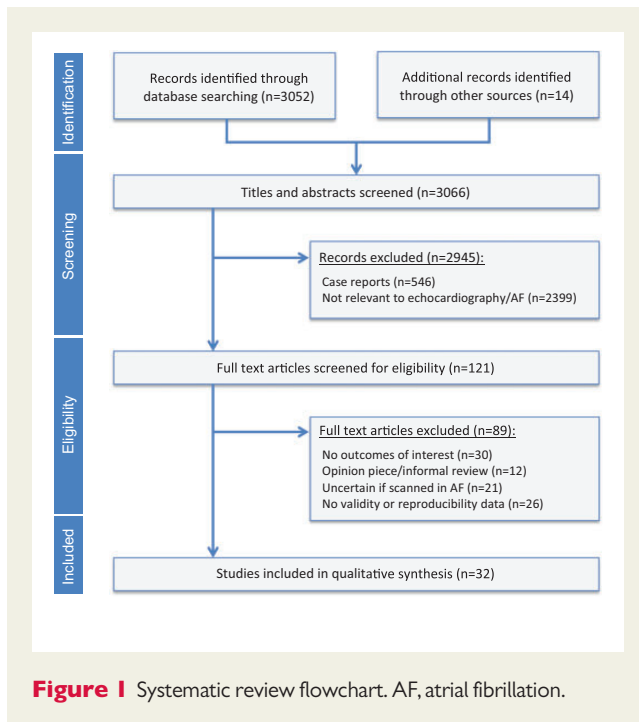 Identification
Records identified through
database searching (n=3052)
Additional records identified
through other sources (n=14)
Screening
Titles and abstracts screened (n=3066)
Records excluded (n=2945):
Case reports (n=546)
Not relevant to echocardiography/AF (n=2399)
Eligibility
Full text articles screened for eligibility (n=121)
Full text articles excluded (n=89):
No outcomes of interest (n=30)
Opinion piece/informal review (n=12)
Uncertain if scanned in AF (n=21)
No validity or reproducibility data (n=26)
Included
Studies included in qualitative synthesis (n=32)
Figure 1 Systematic review flowchart. AF, atrial fibrillation.